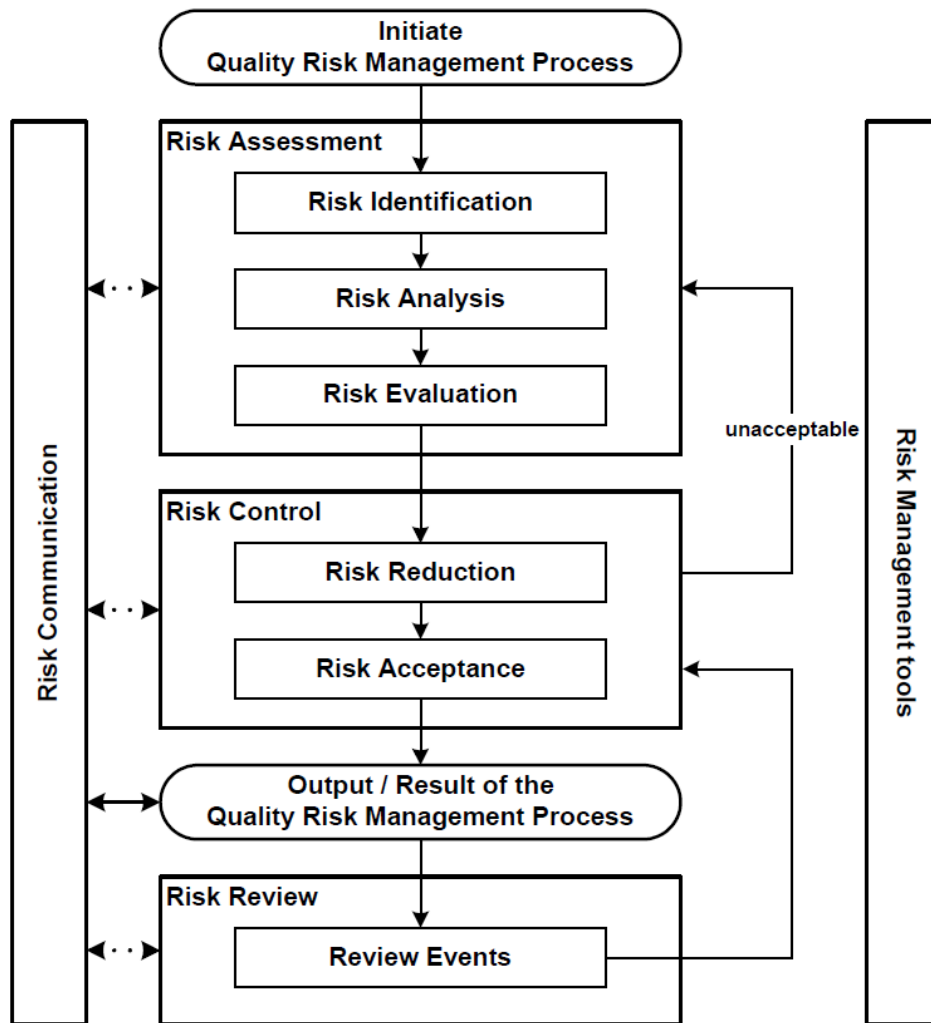 Initiate
Quality Risk Management Process
Risk Assessment
Risk Identification
Risk Analysis
Risk Evaluation
unacceptable
Risk Control
Risk Reduction
Risk Acceptance
Output / Result of the
Quality Risk Management Process
Risk Review
Review Events
Risk Communication
Risk Management tools